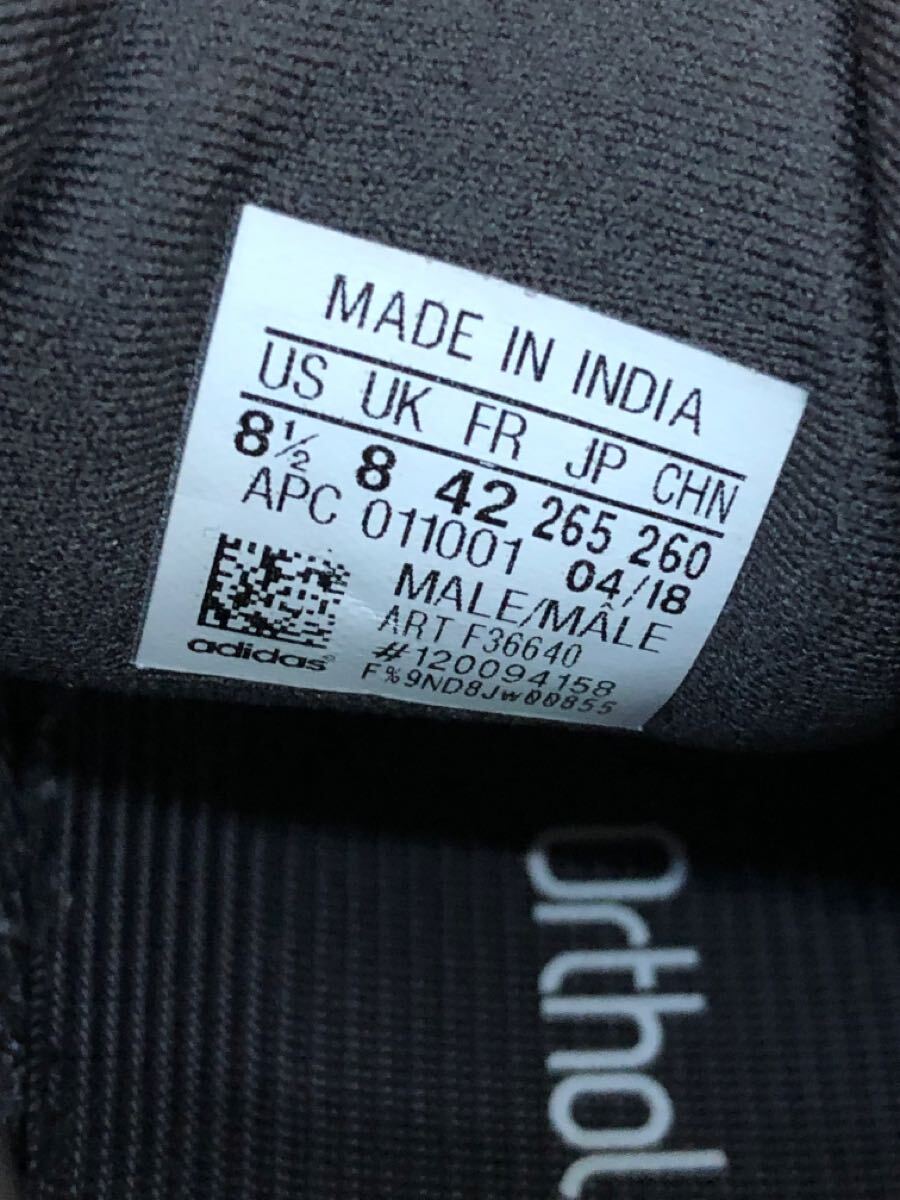 MADE IN INDIA
US UK FR JP CHN
8½ 8 42 265 260
APC 011001 04/18
MALE/MÂLE
ART F36640
#120094158
F%9ND8JW00855
adidas
Orthol